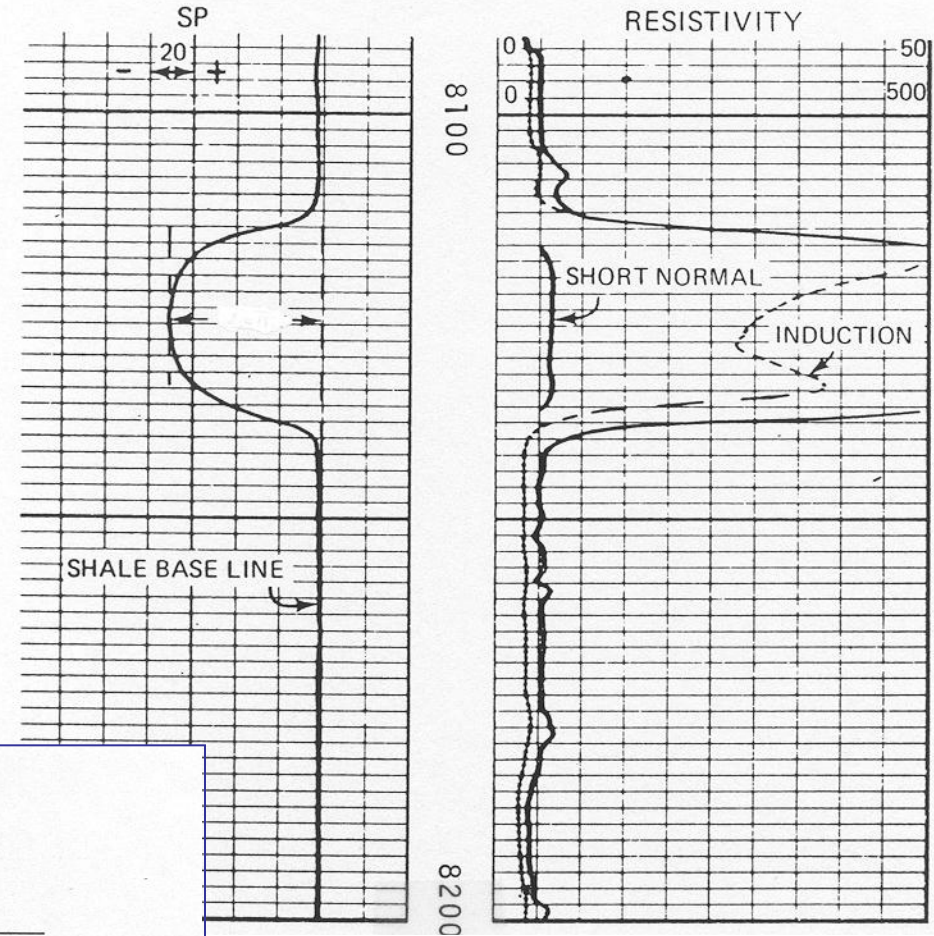 SP
RESISTIVITY
20
- +
0 50
0 500
8100
SHORT NORMAL
INDUCTION
SHALE BASE LINE
8200